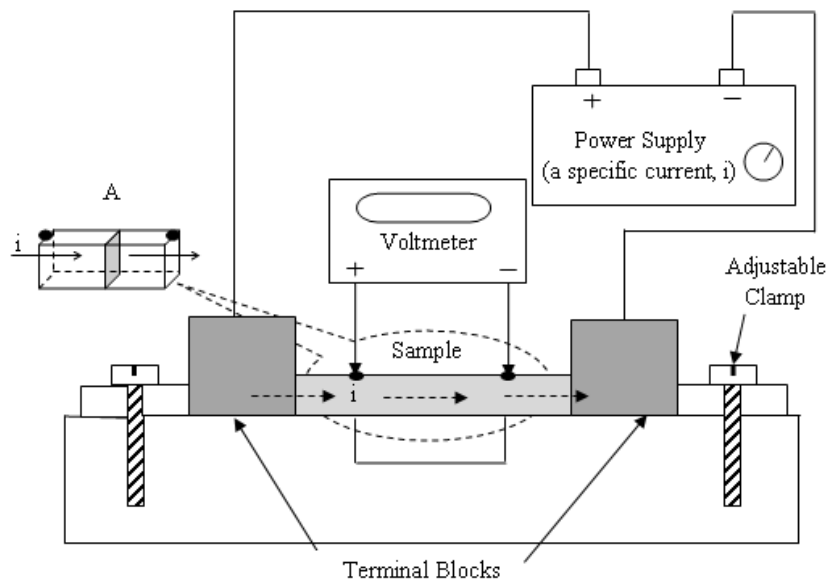 +
−
Power Supply
(a specific current, i)
A
i
Voltmeter
+
−
Adjustable
Clamp
Sample
i
Terminal Blocks